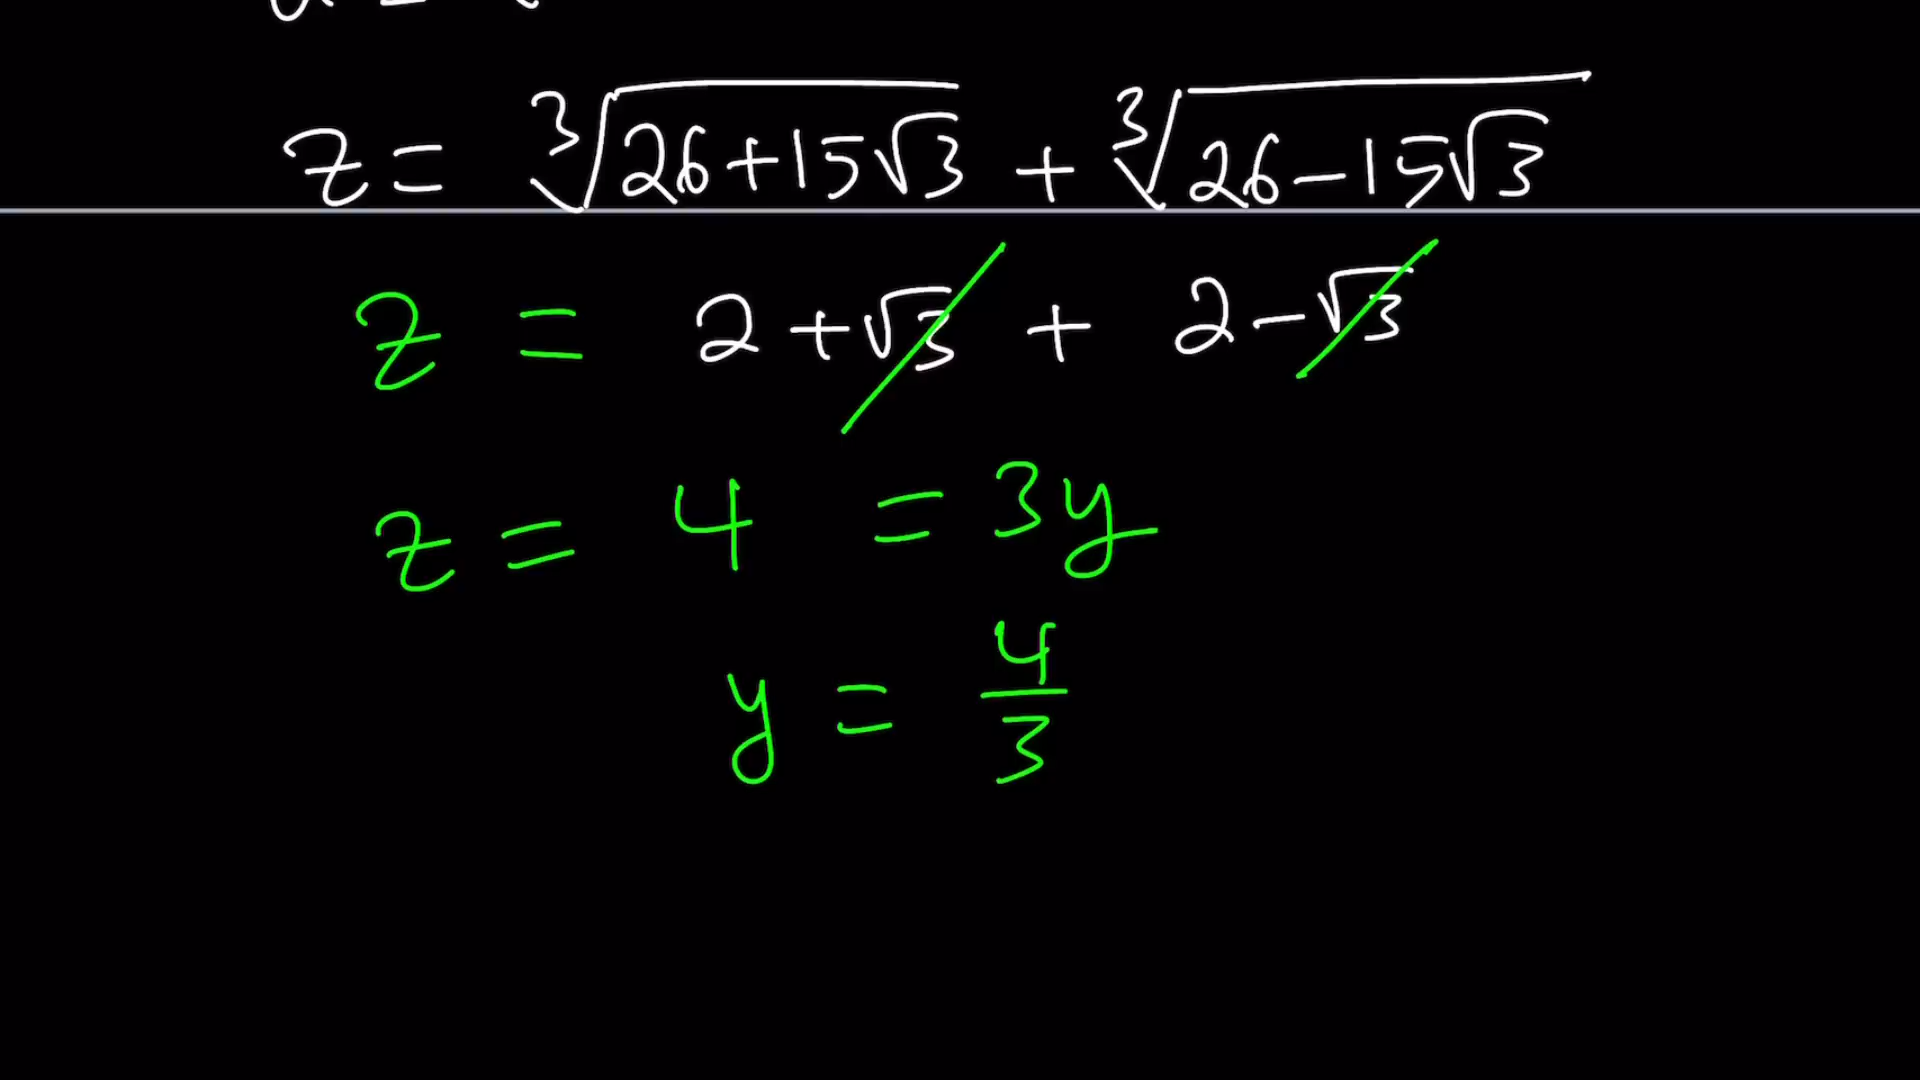 z = ∛(26+15√3) + ∛(26-15√3)
z = 2+√3 + 2-√3
z = 4 = 3y
y = 4/3